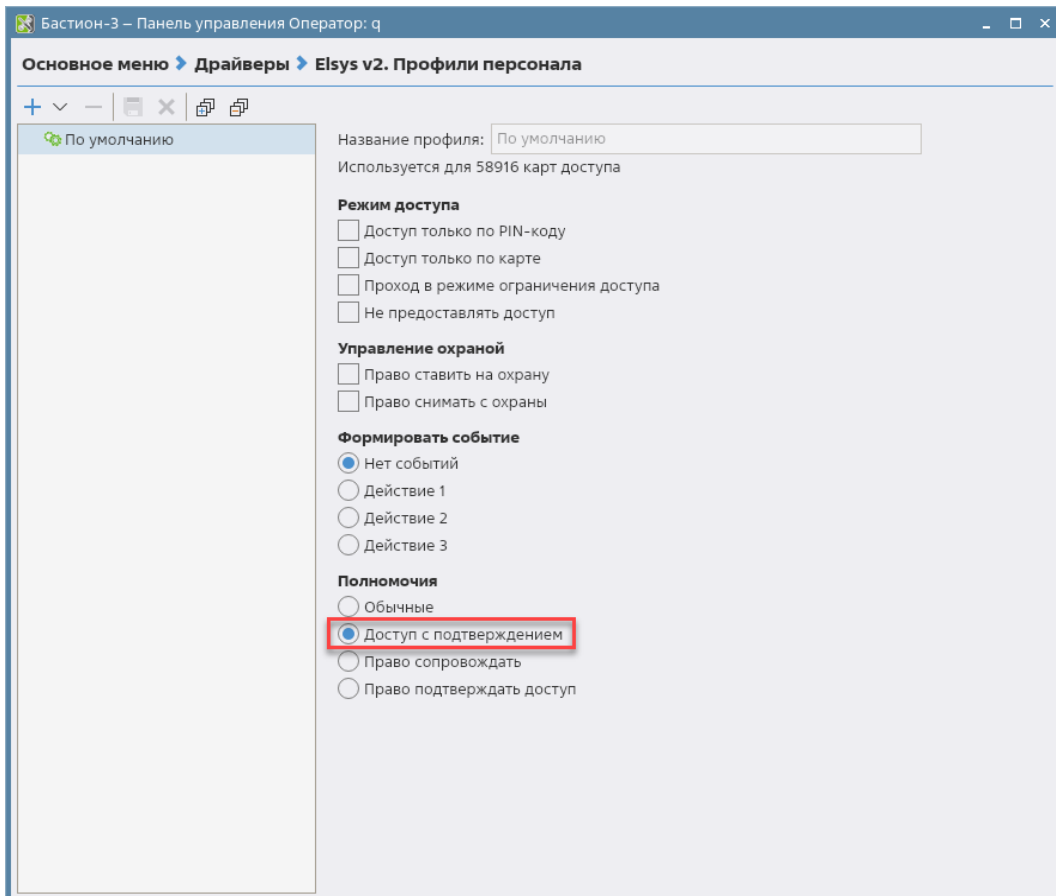 Бастион-3 – Панель управления Оператор: q
Основное меню Драйверы Elsys v2. Профили персонала
По умолчанию
Название профиля: По умолчанию
Используется для 58916 карт доступа
Режим доступа
Доступ только по PIN-коду
Доступ только по карте
Проход в режиме ограничения доступа
Не предоставлять доступ
Управление охраной
Право ставить на охрану
Право снимать с охраны
Формировать событие
Нет событий
Действие 1
Действие 2
Действие 3
Полномочия
Обычные
Доступ с подтверждением
Право сопровождать
Право подтверждать доступ